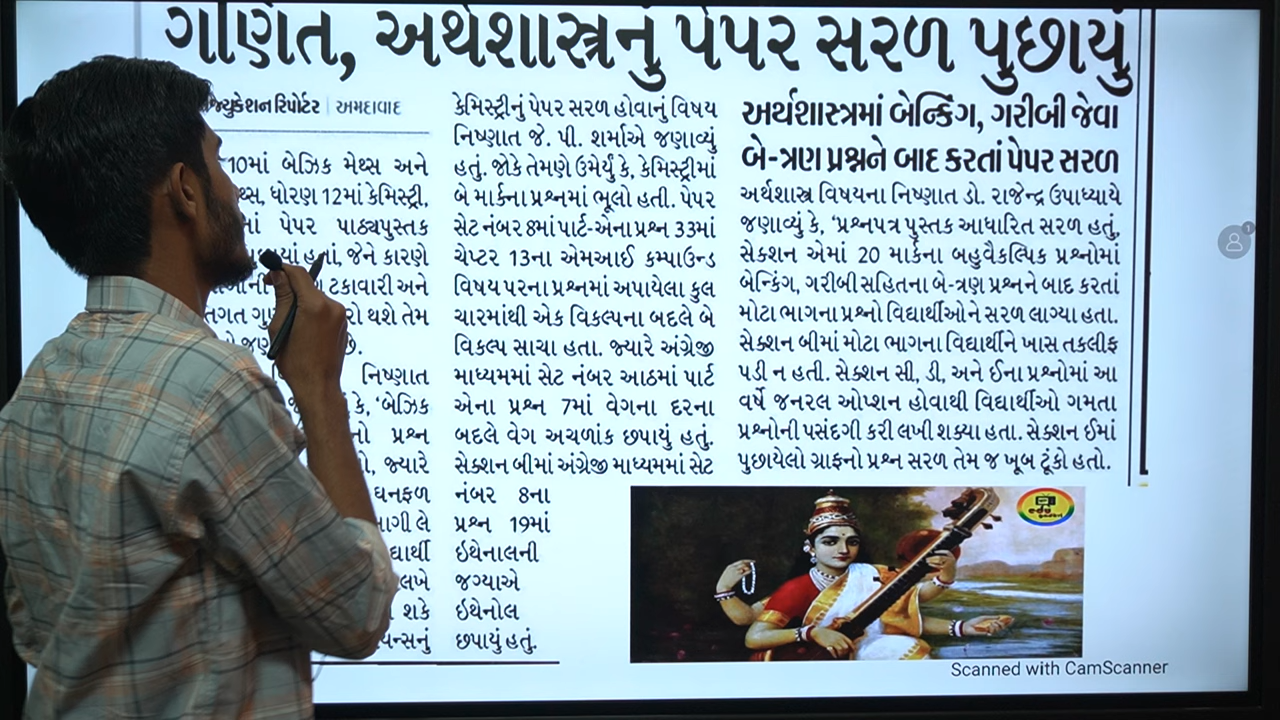 ગણિત, અર્થશાસ્ત્રનું પેપર સરળ પુછાયું
એજ્યુકેશન રિપોર્ટર | અમદાવાદ
10માં બેઝિક મેથ્સ અને
ધોરણ 12માં કેમિસ્ટ્રી,
પેપર પાઠ્યપુસ્તક
હતાં, જેને કારણે
ટકાવારી અને
થશે તેમ
છે.
નિષ્ણાત
કે, 'બેઝિક
પ્રશ્ન
જ્યારે
ઘનફળ
લે
શકે
કેમિસ્ટ્રીનું પેપર સરળ હોવાનું વિષય
નિષ્ણાત જે. પી. શર્માએ જણાવ્યું
હતું. જોકે તેમણે ઉમેર્યું કે, કેમિસ્ટ્રીમાં
બે માર્કના પ્રશ્નમાં ભૂલો હતી. પેપર
સેટ નંબર 8માં પાર્ટ-એના પ્રશ્ન 33માં
ચેપ્ટર 13ના એમઆઈ કમ્પાઉન્ડ
વિષય પરના પ્રશ્નમાં અપાયેલા કુલ
ચારમાંથી એક વિકલ્પના બદલે બે
વિકલ્પ સાચા હતા. જ્યારે અંગ્રેજી
માધ્યમમાં સેટ નંબર આઠમાં પાર્ટ
એના પ્રશ્ન 7માં વેગના દરના
બદલે વેગ અચળાંક છપાયું હતું.
સેક્શન બીમાં અંગ્રેજી માધ્યમમાં સેટ
નંબર 8ના
પ્રશ્ન 19માં
ઈથેનાલની
જગ્યાએ
ઈથેનોલ
છપાયું હતું.
અર્થશાસ્ત્રમાં બેન્કિંગ, ગરીબી જેવા
બે-ત્રણ પ્રશ્નને બાદ કરતાં પેપર સરળ
અર્થશાસ્ત્ર વિષયના નિષ્ણાત ડો. રાજેન્દ્ર ઉપાધ્યાયે
જણાવ્યું કે, 'પ્રશ્નપત્ર પુસ્તક આધારિત સરળ હતું,
સેક્શન એમાં 20 માર્કના બહુવૈકલ્પિક પ્રશ્નોમાં
બેન્કિંગ, ગરીબી સહિતના બે-ત્રણ પ્રશ્નને બાદ કરતાં
મોટા ભાગના પ્રશ્નો વિદ્યાર્થીઓને સરળ લાગ્યા હતા.
સેક્શન બીમાં મોટા ભાગના વિદ્યાર્થીને ખાસ તકલીફ
પડી ન હતી. સેક્શન સી, ડી, અને ઈના પ્રશ્નોમાં આ
વર્ષે જનરલ ઓપ્શન હોવાથી વિદ્યાર્થીઓ ગમતા
પ્રશ્નોની પસંદગી કરી લખી શક્યા હતા. સેક્શન ઈમાં
પુછાયેલો ગ્રાફનો પ્રશ્ન સરળ તેમ જ ખૂબ ટૂંકો હતો.
edu
Scanned with CamScanner
1